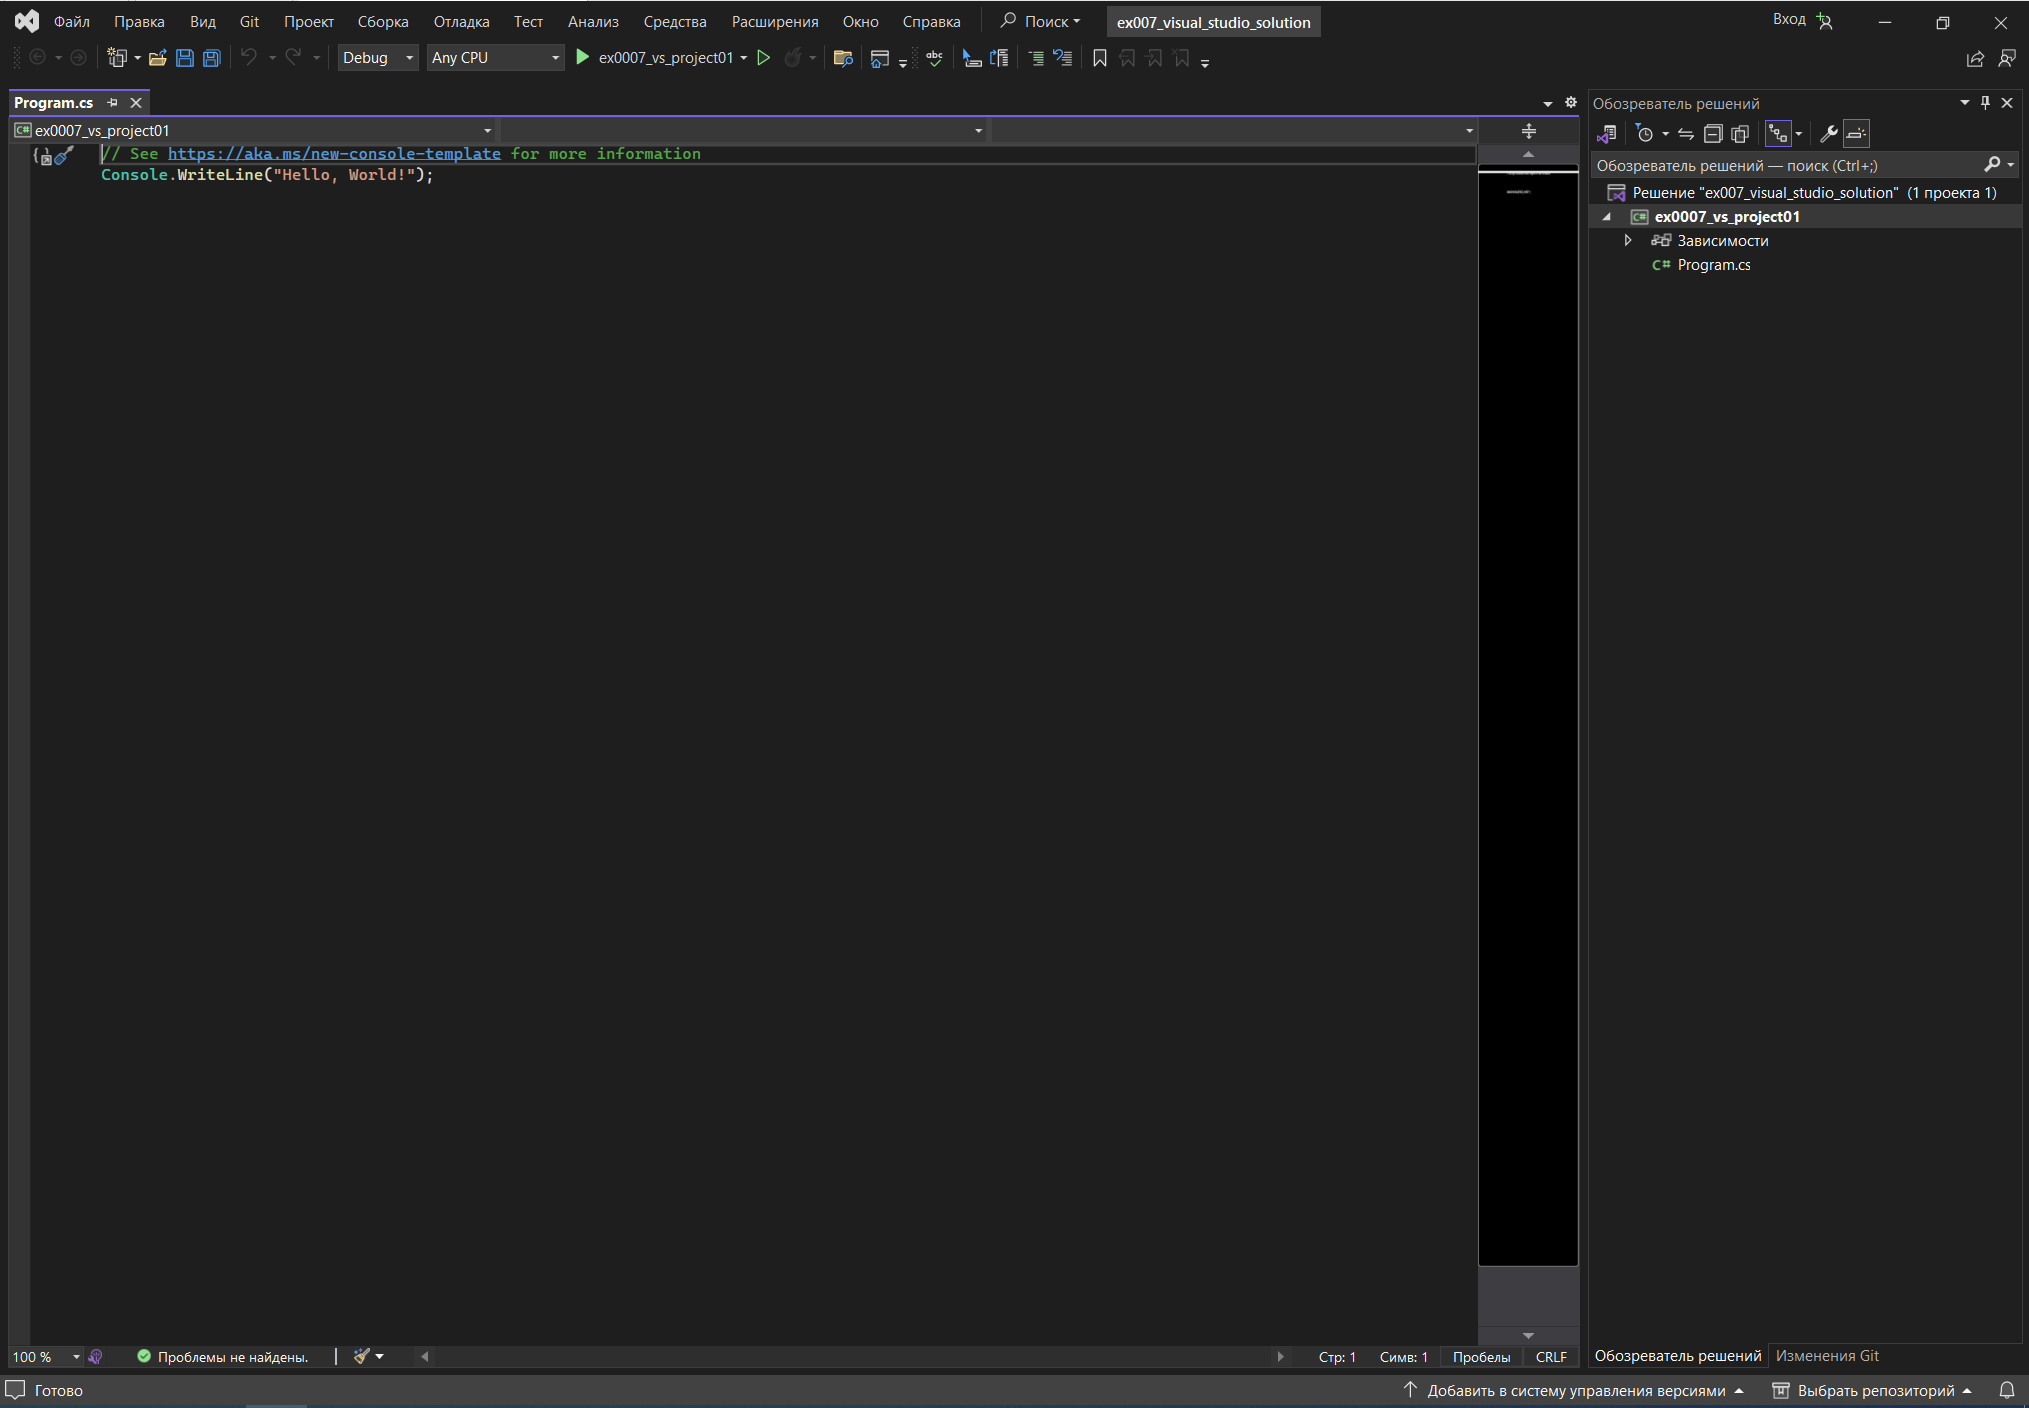 Файл Правка Вид Git Проект Сборка Отладка Тест Анализ Средства Расширения Окно Справка Поиск ex007_visual_studio_solution Вход
Debug Any CPU ex0007_vs_project01 abc
Program.cs
ex0007_vs_project01
// See https://aka.ms/new-console-template for more information
Console.WriteLine("Hello, World!");
Обозреватель решений
Обозреватель решений — поиск (Ctrl+;)
Решение "ex007_visual_studio_solution" (1 проекта 1)
C# ex0007_vs_project01
Зависимости
C# Program.cs
100 % Проблемы не найдены. Стр: 1 Симв: 1 Пробелы CRLF
Обозреватель решений Изменения Git
Готово Добавить в систему управления версиями Выбрать репозиторий